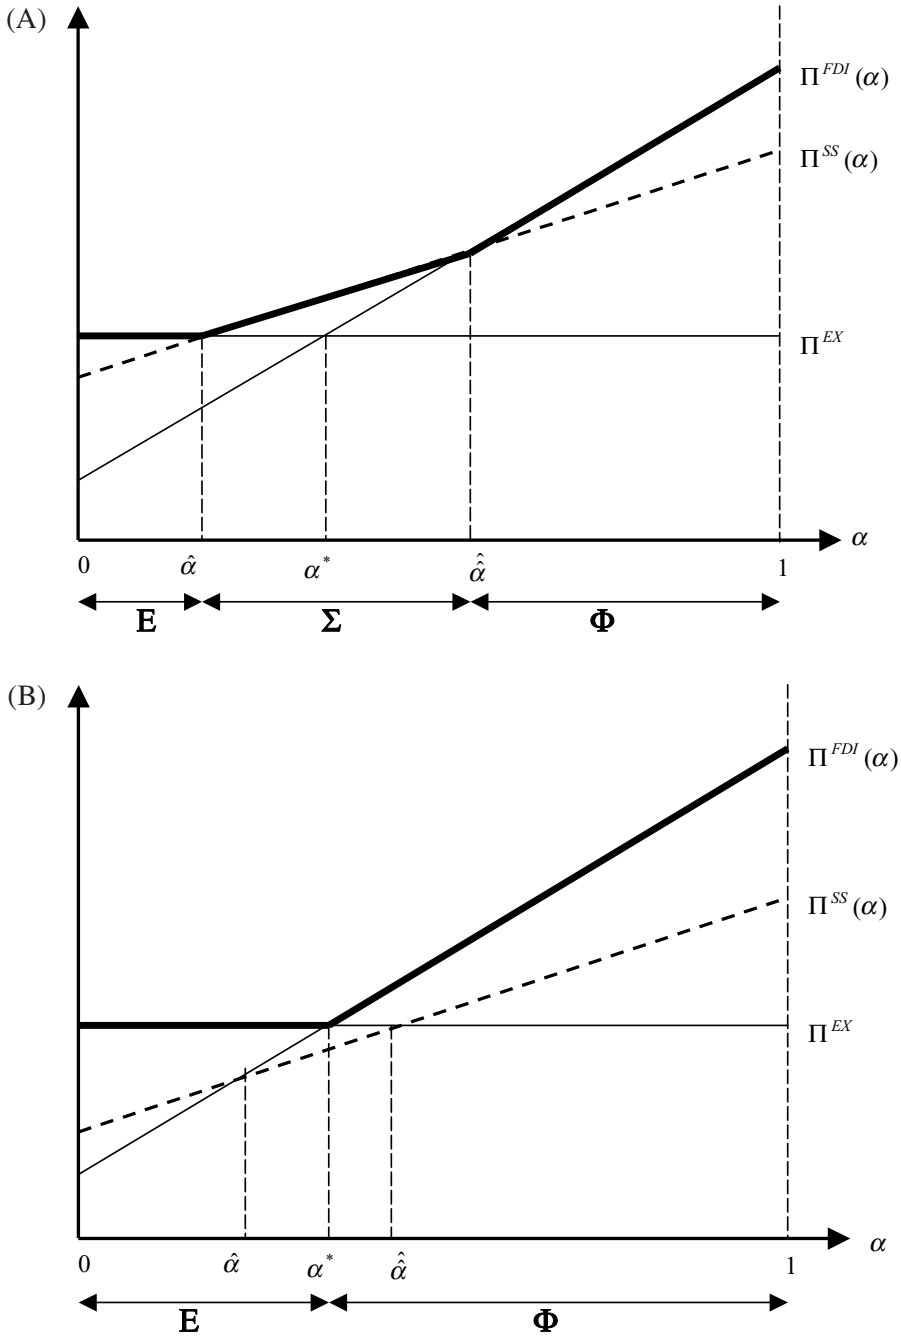 (A)
Π^{FDI}(α)
Π^{SS}(α)
Π^{EX}
α
0
α̂
α^*
α̂̂
1
E
Σ
Φ
(B)
Π^{FDI}(α)
Π^{SS}(α)
Π^{EX}
α
0
α̂
α^*
α̂̂
1
E
Φ